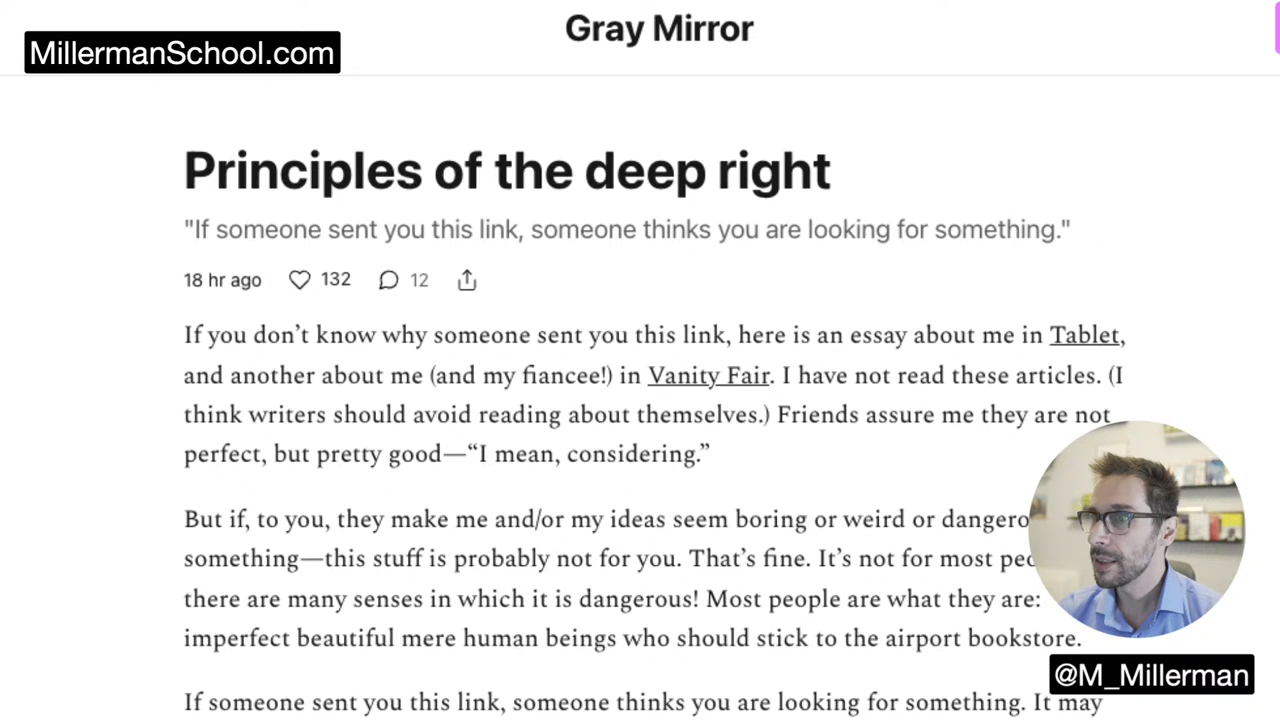 Gray Mirror
MillermanSchool.com
Principles of the deep right
"If someone sent you this link, someone thinks you are looking for something."
18 hr ago 132 12
If you don’t know why someone sent you this link, here is an essay about me in Tablet,
and another about me (and my fiancee!) in Vanity Fair. I have not read these articles. (I
think writers should avoid reading about themselves.) Friends assure me they are not
perfect, but pretty good—“I mean, considering.”
But if, to you, they make me and/or my ideas seem boring or weird or
something—this stuff is probably not for you. That’s fine. It’s not for most
there are many senses in which it is dangerous! Most people are what they are:
imperfect beautiful mere human beings who should stick to the airport bookstore.
@M_Millerman
If someone sent you this link, someone thinks you are looking for something. It may